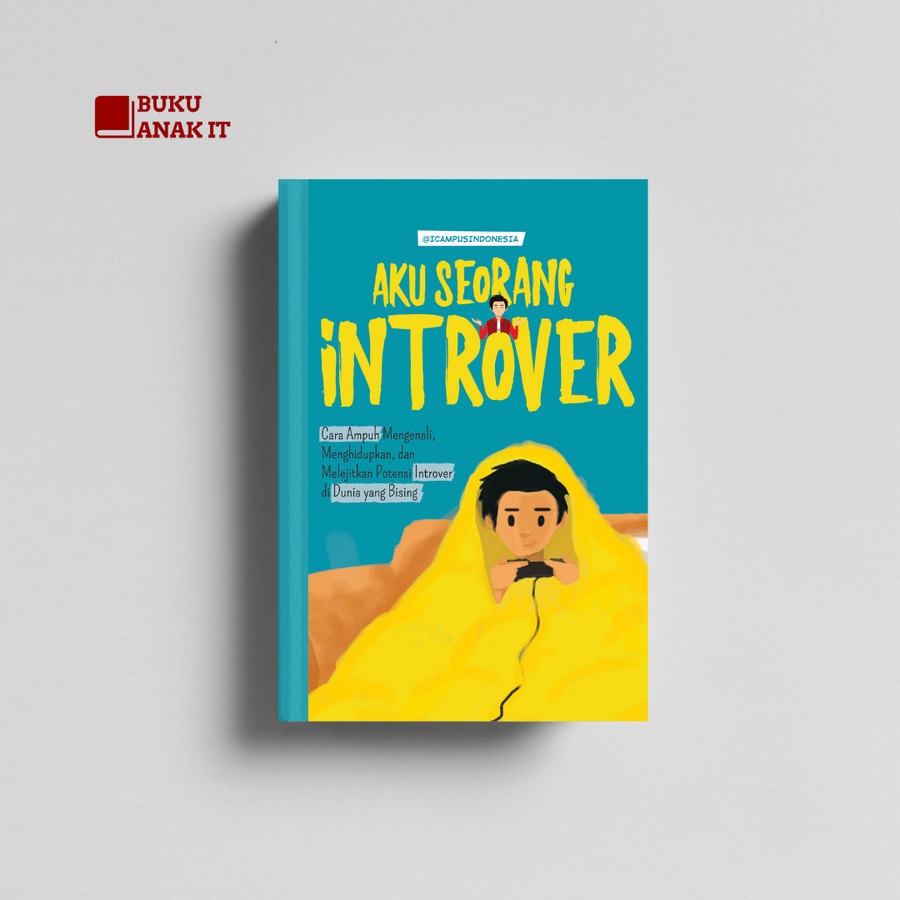 BUKU
ANAK IT
@ICAMPUSINDONESIA
AKU SEORANG
iNTROVER
Cara Ampuh Mengenali,
Menghidupkan, dan
Melejitkan Potensi Introver
di Dunia yang Bising